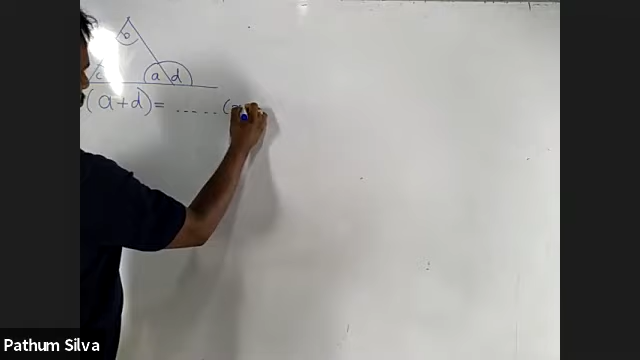 b
c a d
( a + d ) = ..... (
Pathum Silva